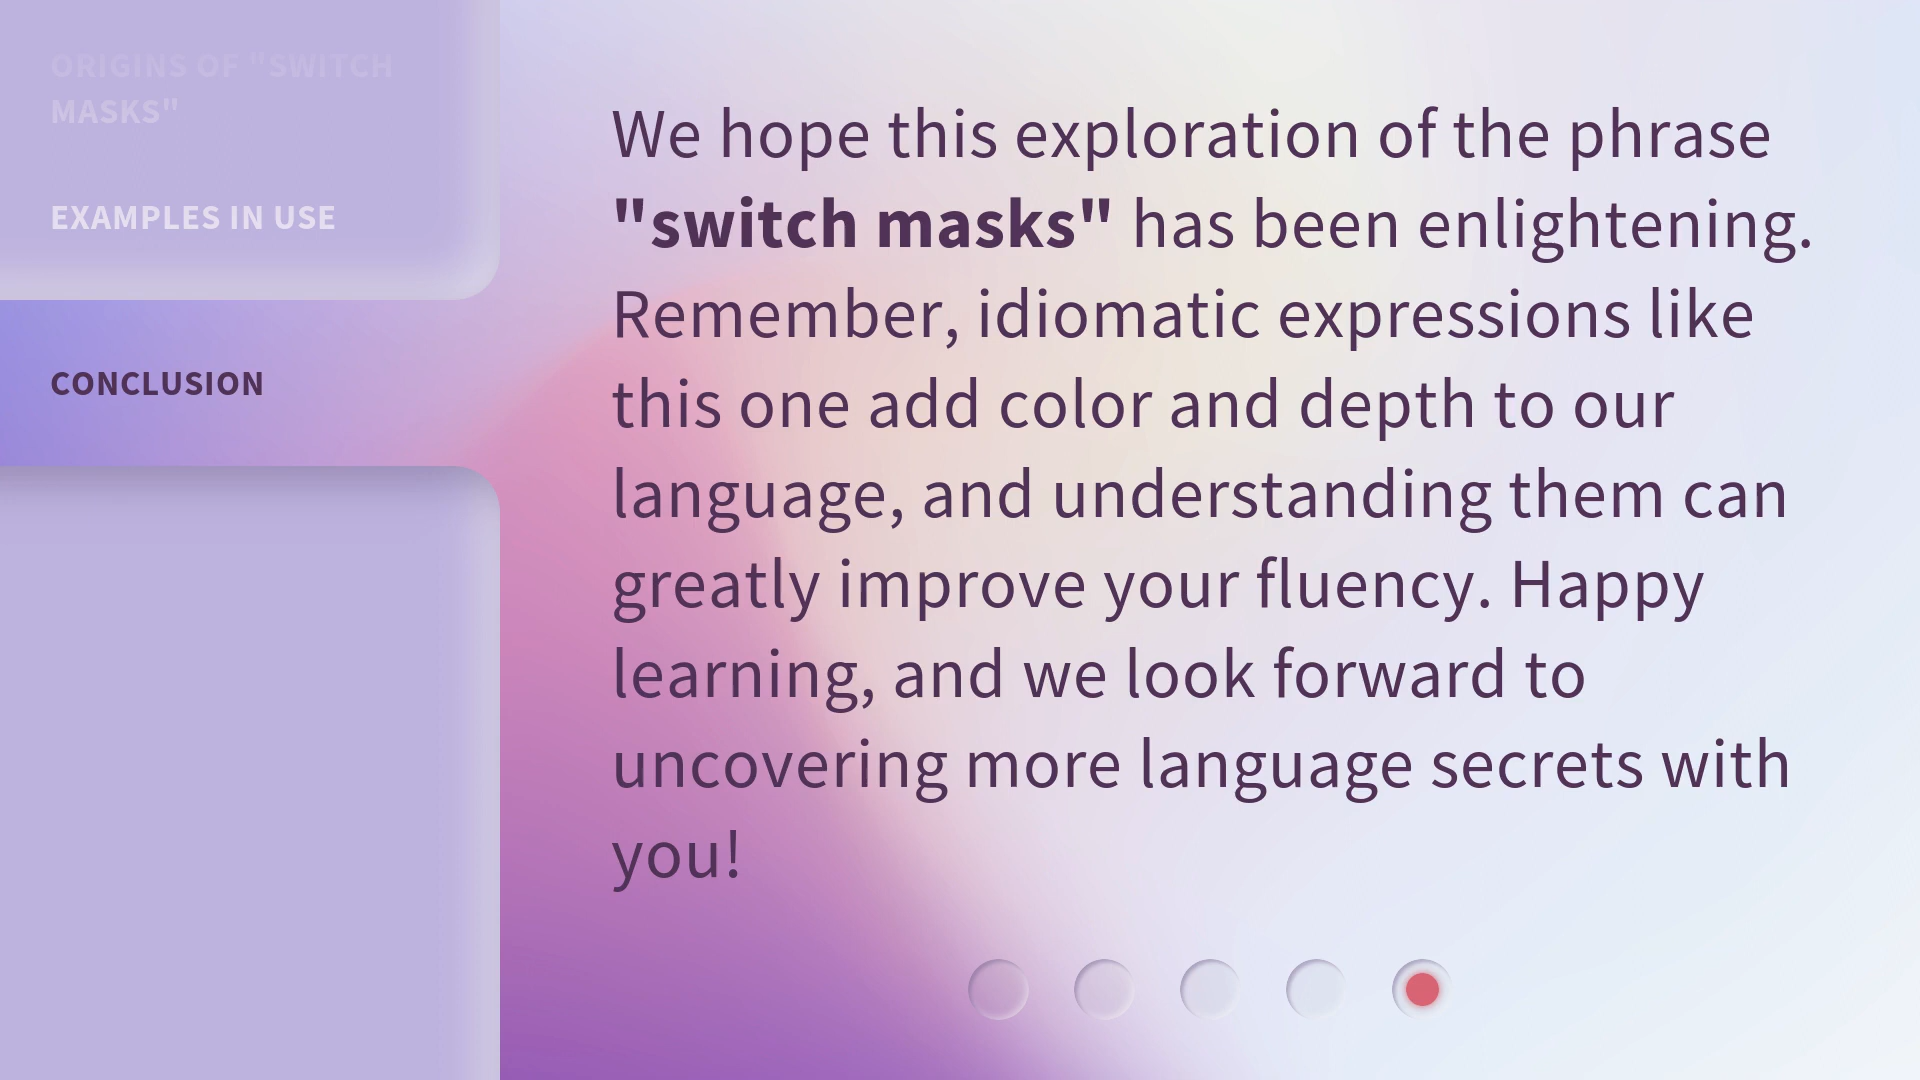 ORIGINS OF "SWITCH
MASKS"
EXAMPLES IN USE
CONCLUSION
We hope this exploration of the phrase
"switch masks" has been enlightening.
Remember, idiomatic expressions like
this one add color and depth to our
language, and understanding them can
greatly improve your fluency. Happy
learning, and we look forward to
uncovering more language secrets with
you!